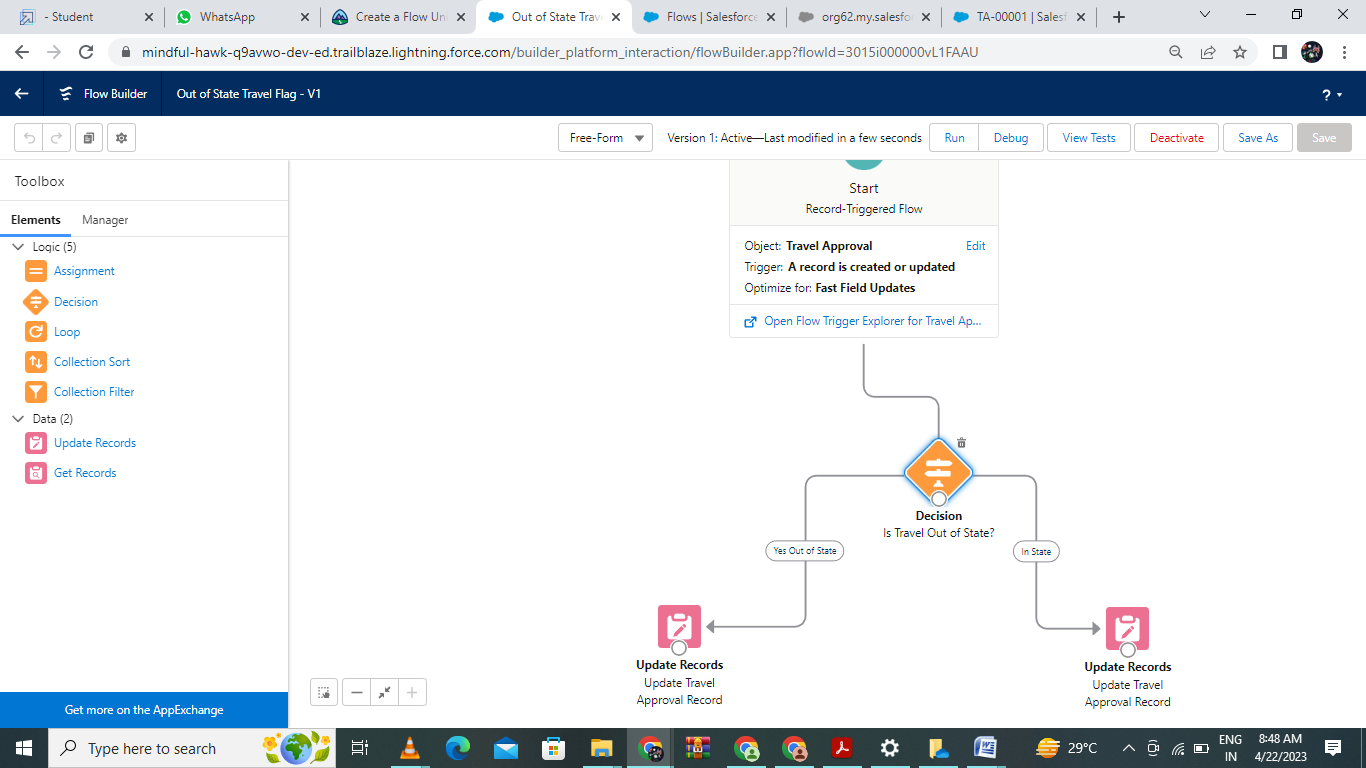 - Student
WhatsApp
Create a Flow Un
Out of State Trav
Flows | Salesforce
org62.my.salesfo
TA-00001 | Salesf
mindful-hawk-q9avwo-dev-ed.trailblaze.lightning.force.com/builder_platform_interaction/flowBuilder.app?flowId=3015i000000vL1FAAU
Flow Builder
Out of State Travel Flag - V1
?
Free-Form
Version 1: Active—Last modified in a few seconds
Run
Debug
View Tests
Deactivate
Save As
Save
Toolbox
Elements
Manager
Logic (5)
Assignment
Decision
Loop
Collection Sort
Collection Filter
Data (2)
Update Records
Get Records
Get more on the AppExchange
Start
Record-Triggered Flow
Object: Travel Approval
Edit
Trigger: A record is created or updated
Optimize for: Fast Field Updates
Open Flow Trigger Explorer for Travel Ap...
Decision
Is Travel Out of State?
Yes Out of State
In State
Update Records
Update Travel
Approval Record
Update Records
Update Travel
Approval Record
Type here to search
29°C
ENG
IN
8:48 AM
4/22/2023